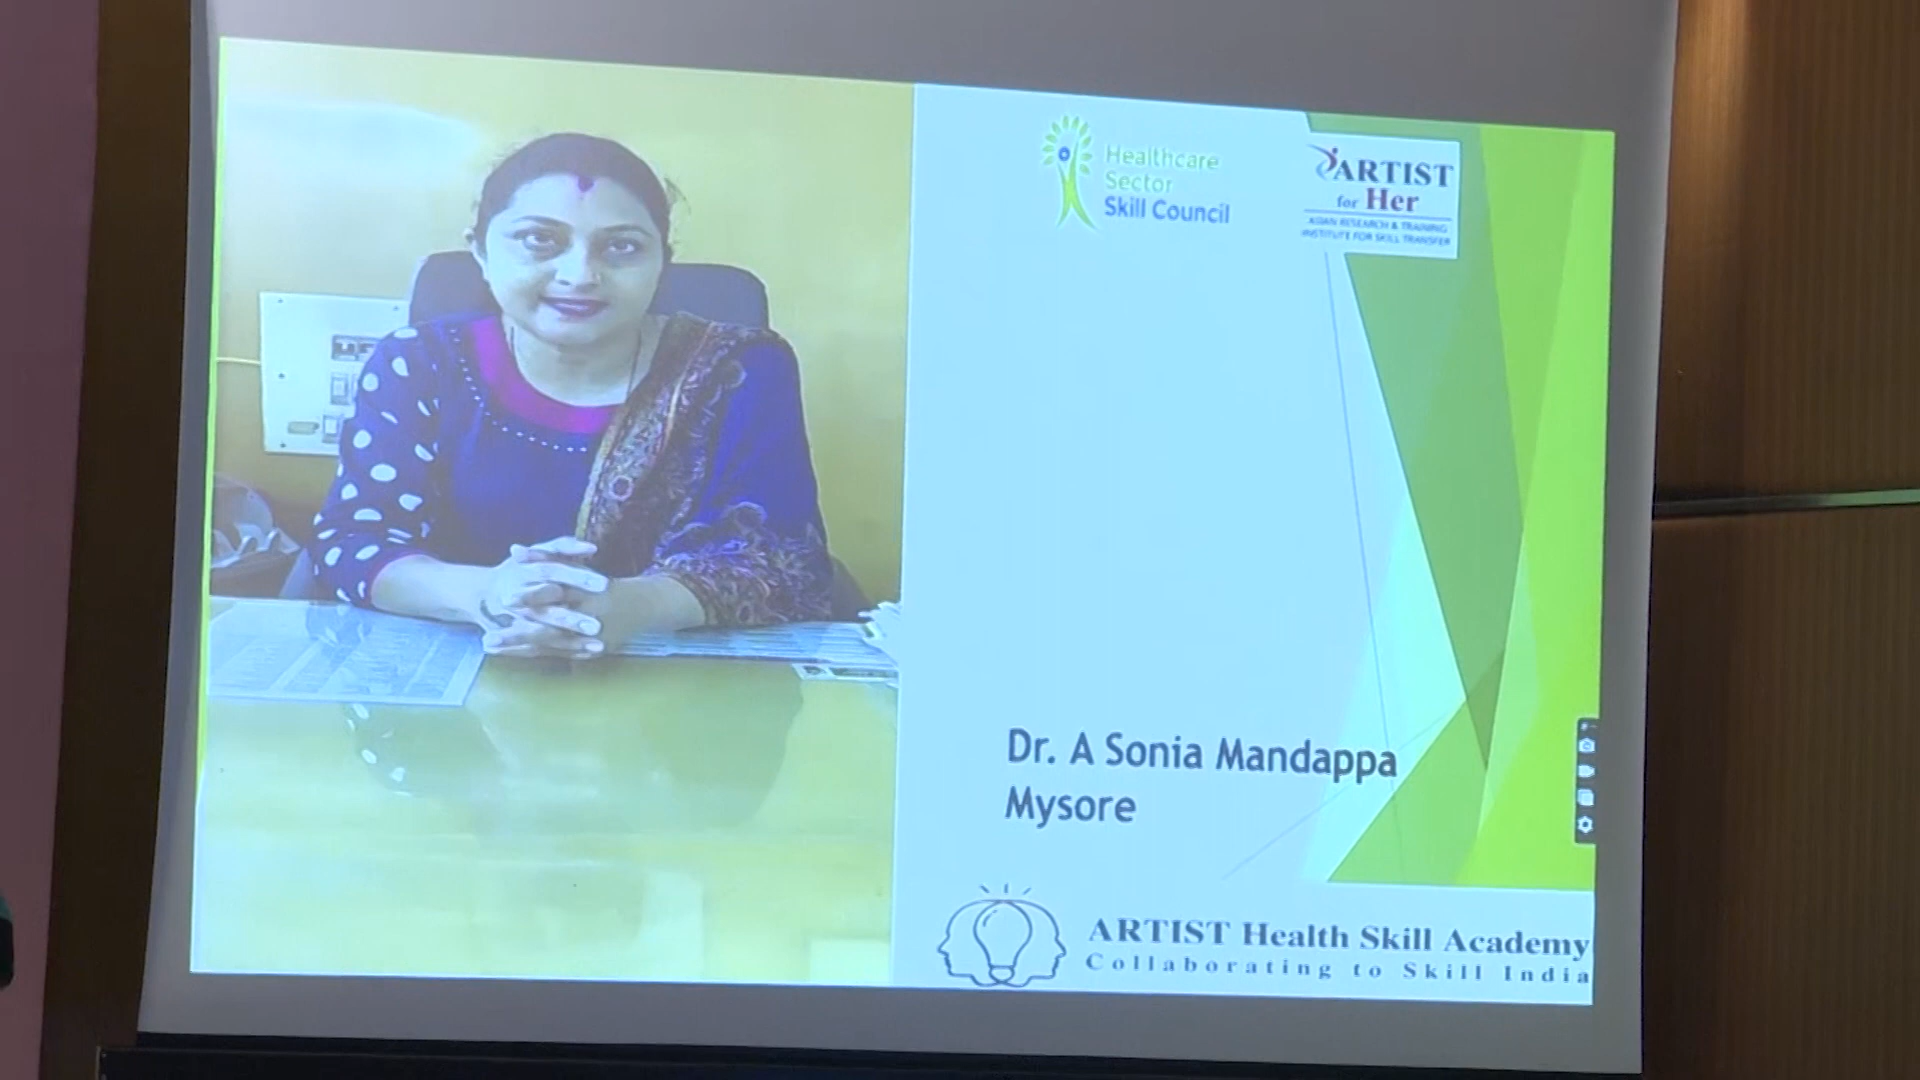 Healthcare
Sector
Skill Council
ARTIST
for Her
ASIAN RESEARCH & TRAINING
INSTITUTE FOR SKILL TRANSFER
Dr. A Sonia Mandappa
Mysore
ARTIST Health Skill Academy
Collaborating to Skill India